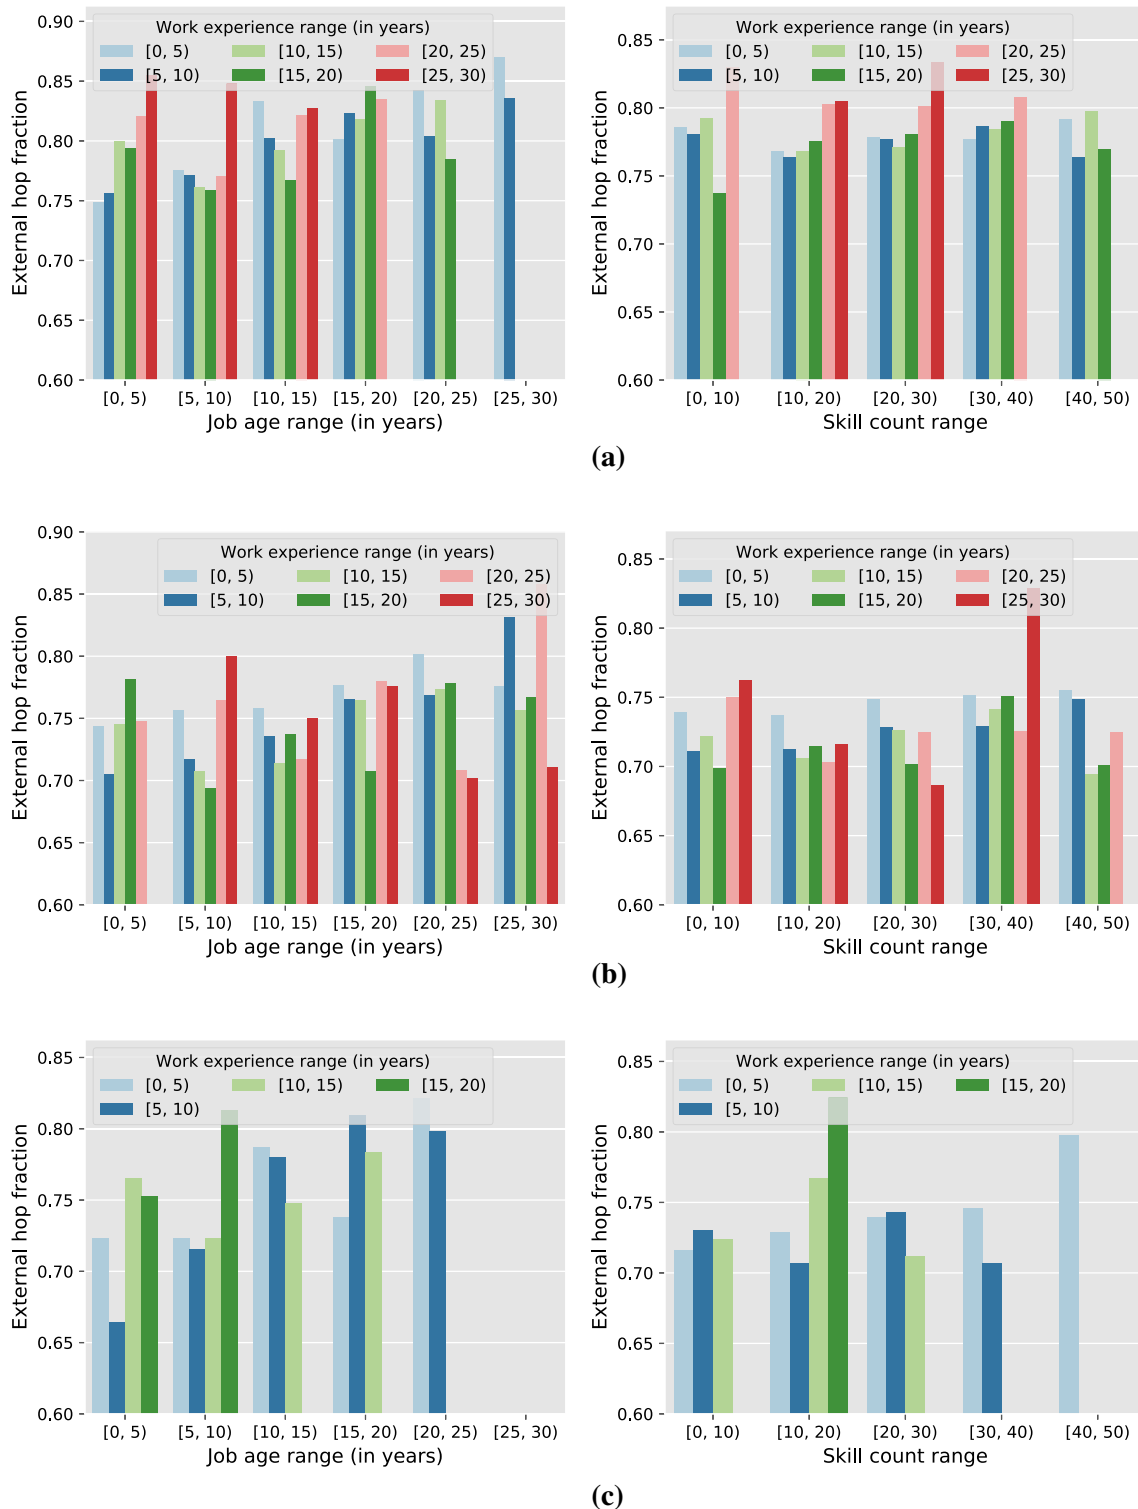 Work experience range (in years)
[0, 5) [10, 15) [20, 25)
[5, 10) [15, 20) [25, 30)
0.90
0.85
0.80
0.75
0.70
0.65
0.60
External hop fraction
[0, 5) [5, 10) [10, 15) [15, 20) [20, 25) [25, 30)
Job age range (in years)
Work experience range (in years)
[0, 5) [10, 15) [20, 25)
[5, 10) [15, 20) [25, 30)
0.85
0.80
0.75
0.70
0.65
0.60
External hop fraction
[0, 10) [10, 20) [20, 30) [30, 40) [40, 50)
Skill count range
(a)
Work experience range (in years)
[0, 5) [10, 15) [20, 25)
[5, 10) [15, 20) [25, 30)
0.90
0.85
0.80
0.75
0.70
0.65
0.60
External hop fraction
[0, 5) [5, 10) [10, 15) [15, 20) [20, 25) [25, 30)
Job age range (in years)
Work experience range (in years)
[0, 5) [10, 15) [20, 25)
[5, 10) [15, 20) [25, 30)
0.85
0.80
0.75
0.70
0.65
0.60
External hop fraction
[0, 10) [10, 20) [20, 30) [30, 40) [40, 50)
Skill count range
(b)
Work experience range (in years)
[0, 5) [10, 15) [15, 20)
[5, 10)
0.85
0.80
0.75
0.70
0.65
0.60
External hop fraction
[0, 5) [5, 10) [10, 15) [15, 20) [20, 25) [25, 30)
Job age range (in years)
Work experience range (in years)
[0, 5) [10, 15) [15, 20)
[5, 10)
0.85
0.80
0.75
0.70
0.65
0.60
External hop fraction
[0, 10) [10, 20) [20, 30) [30, 40) [40, 50)
Skill count range
(c)